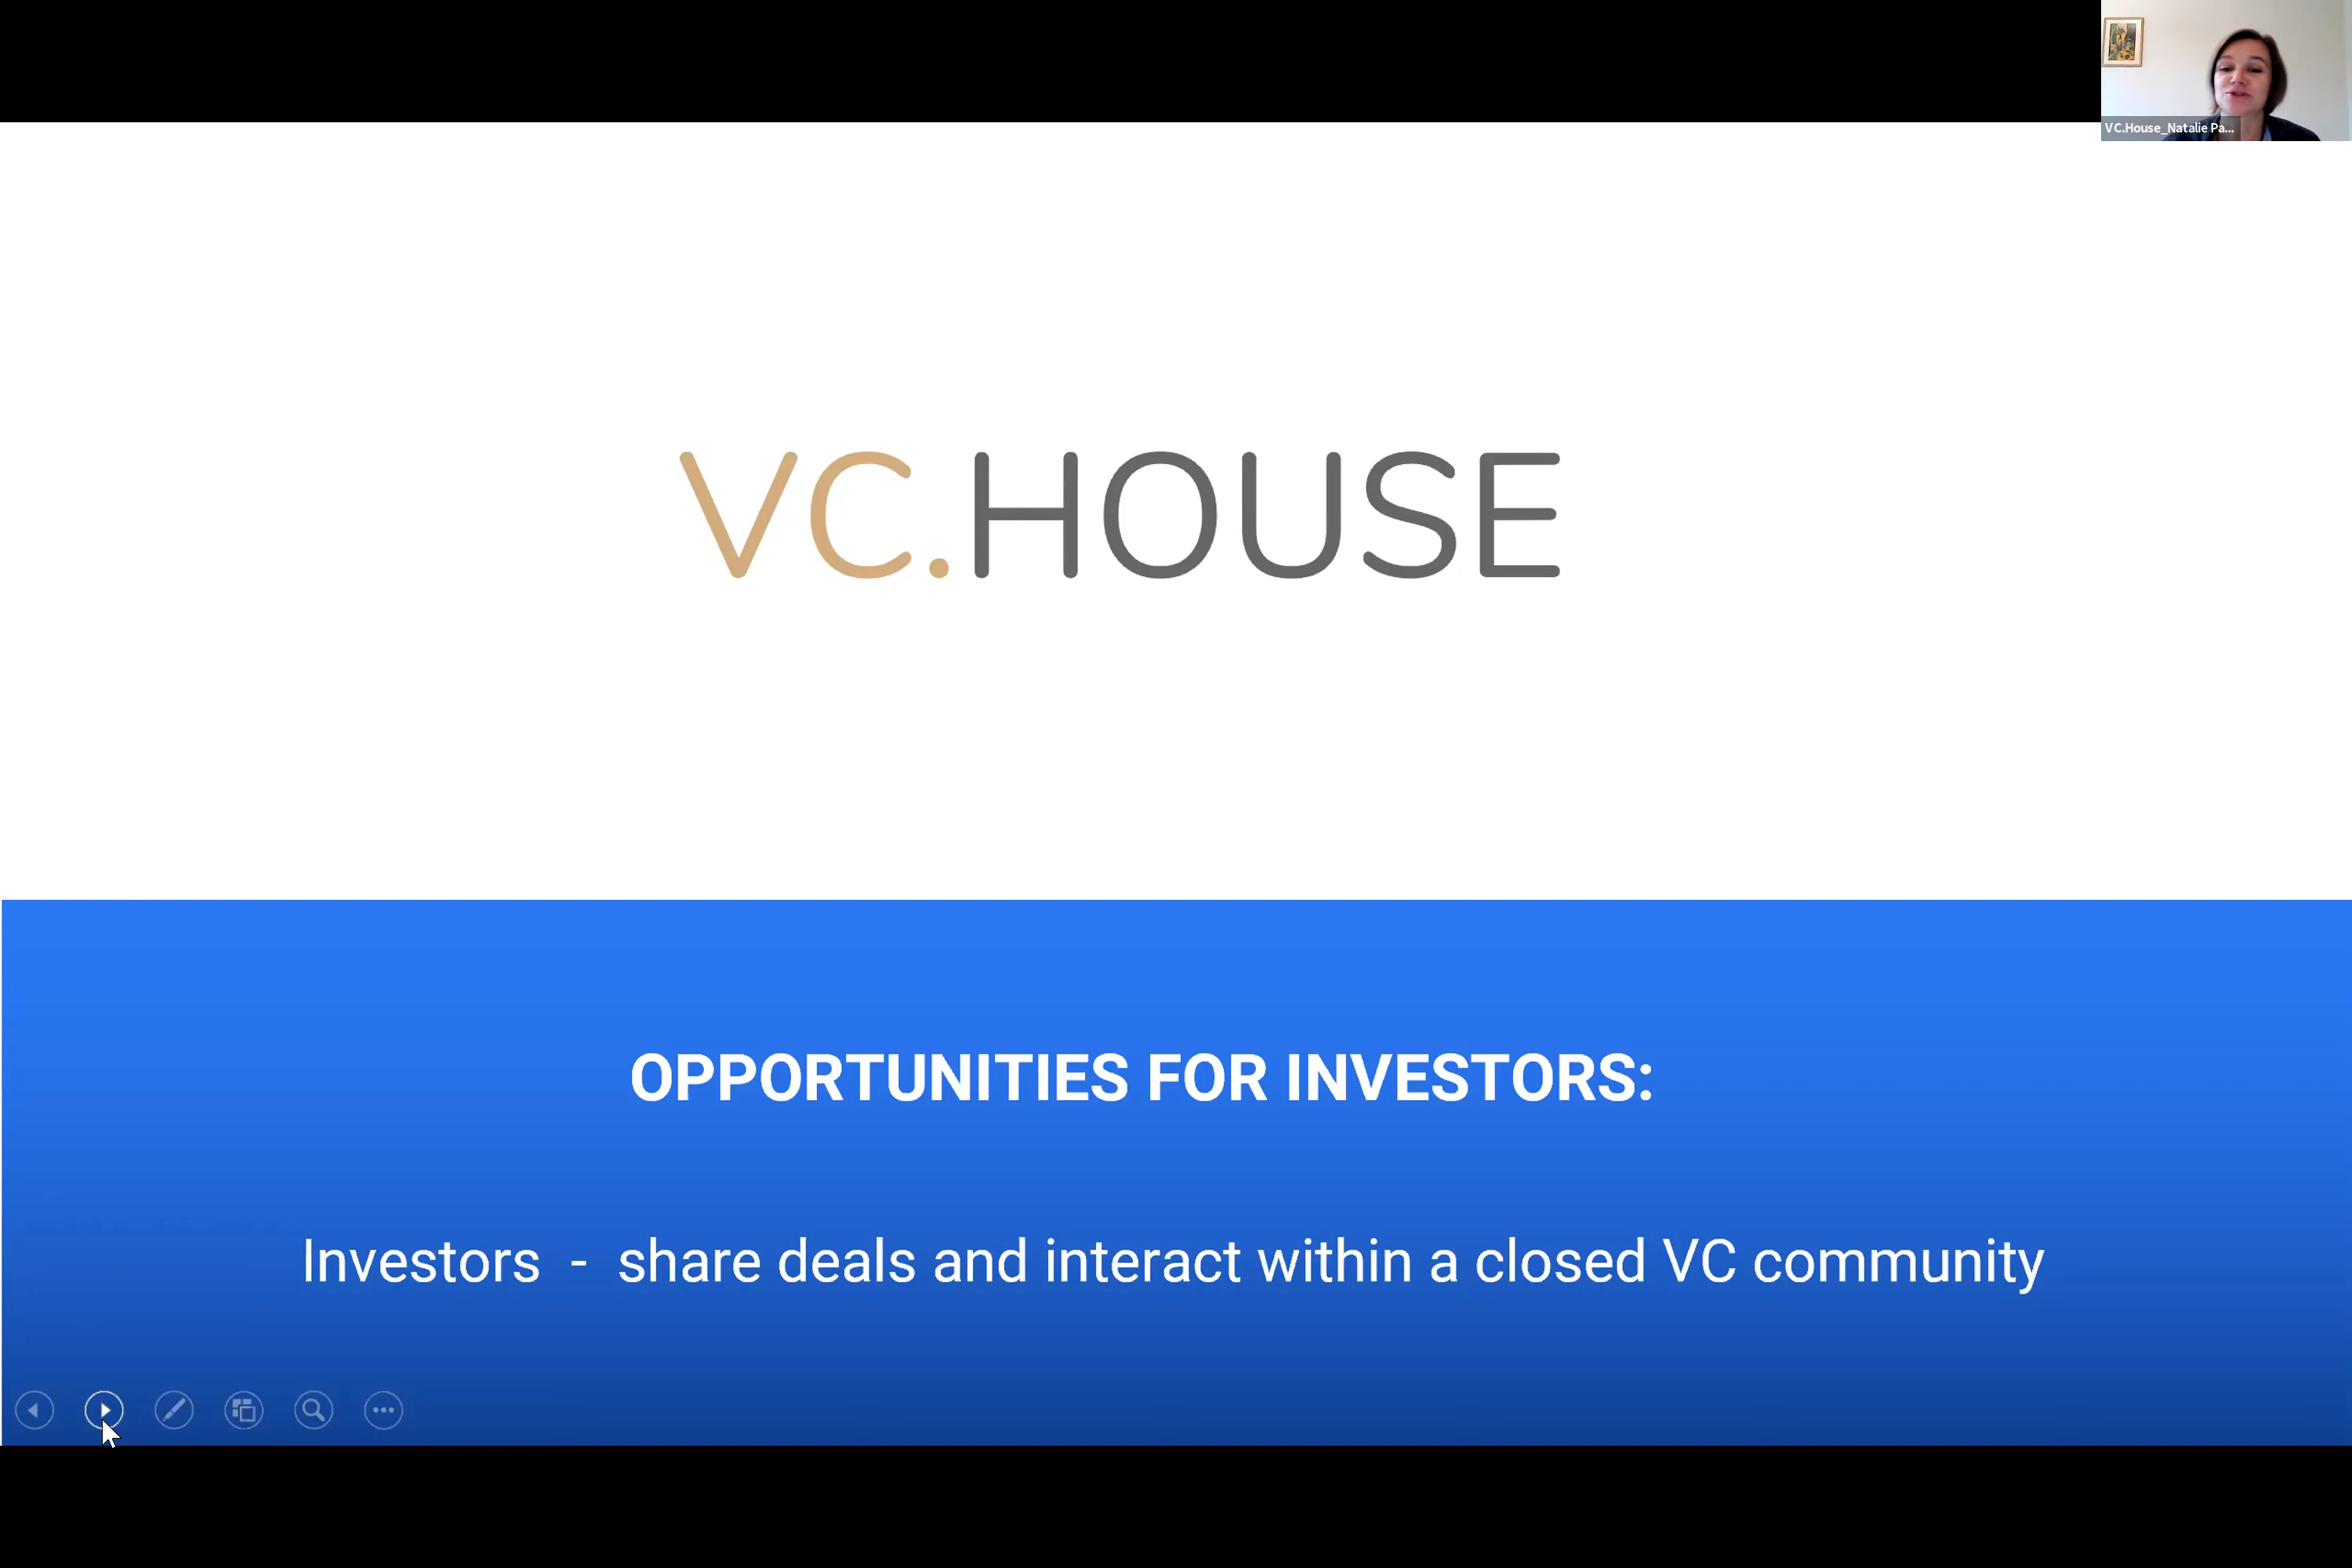 VC.House_Natalie Pa...
VC.HOUSE
OPPORTUNITIES FOR INVESTORS:
Investors - share deals and interact within a closed VC community